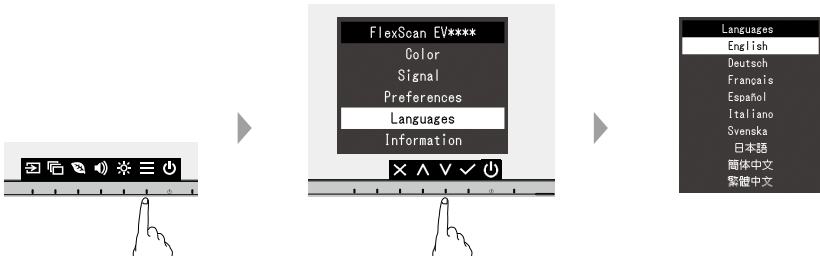 FlexScan EV****
Color
Signal
Preferences
Languages
Information
Languages
English
Deutsch
Français
Español
Italiano
Svenska
日本語
简体中文
繁體中文